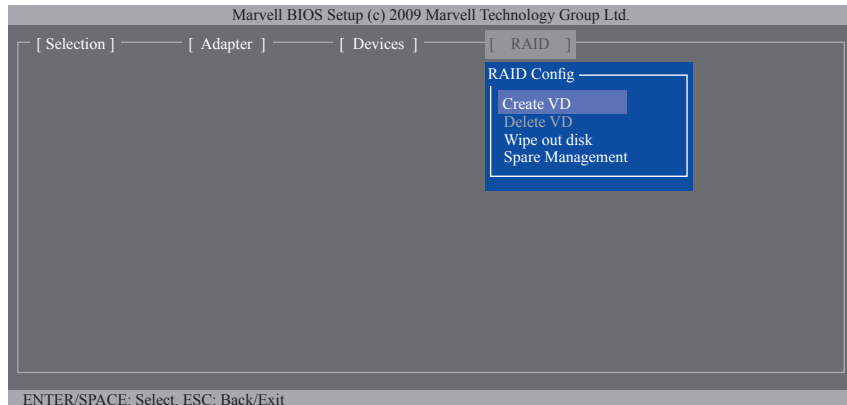 Marvell BIOS Setup (c) 2009 Marvell Technology Group Ltd.
[ Selection ] [ Adapter ] [ Devices ] [ RAID ]
RAID Config
Create VD
Delete VD
Wipe out disk
Spare Management
ENTER/SPACE: Select, ESC: Back/Exit